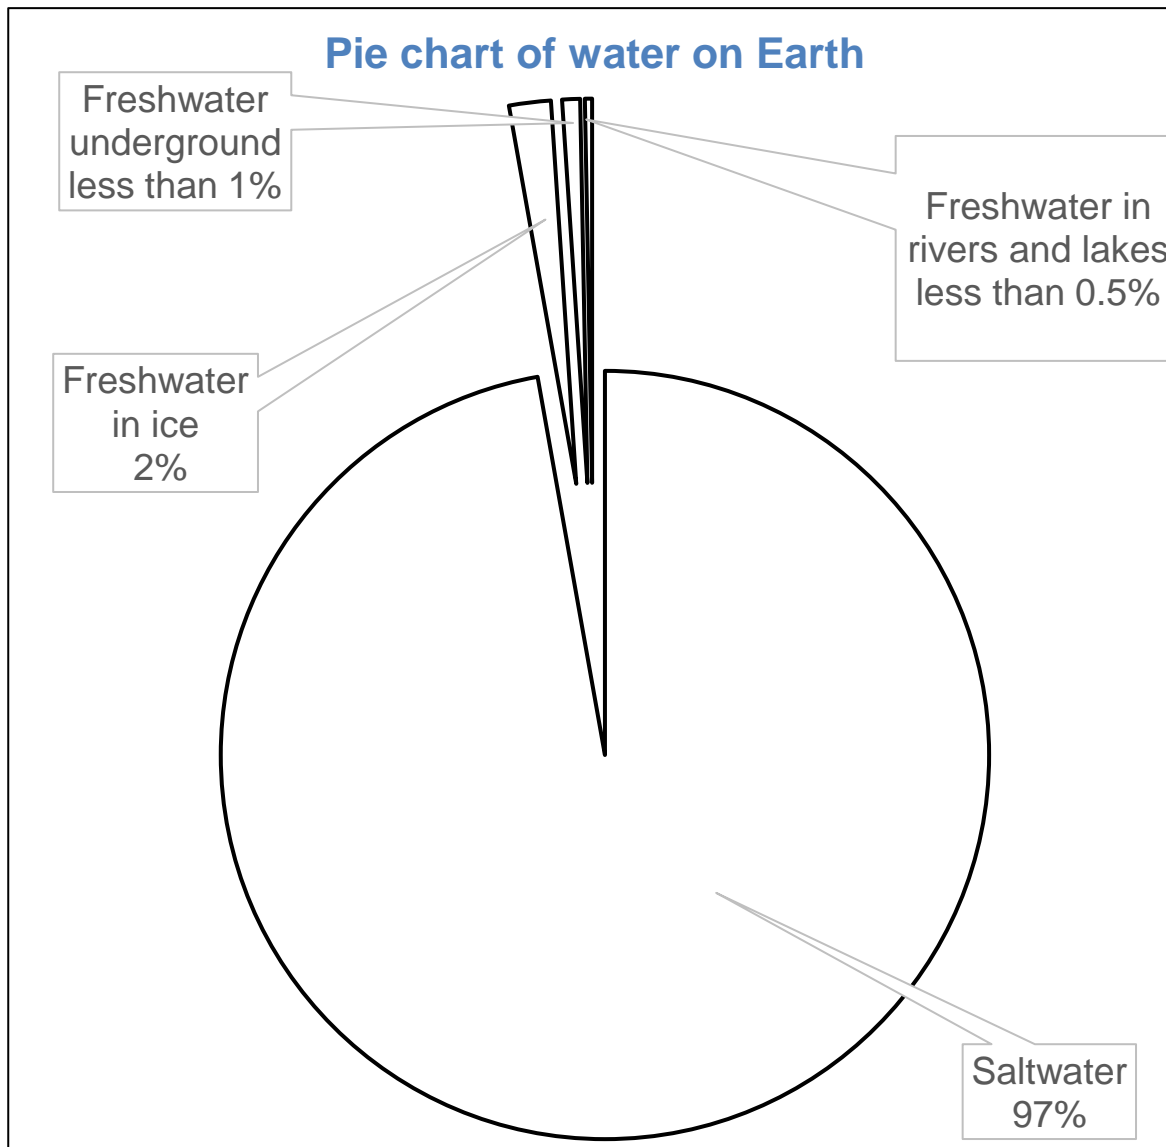 Pie chart of water on Earth
Freshwater
underground
less than 1%
Freshwater in
rivers and lakes
less than 0.5%
Freshwater
in ice
2%
Saltwater
97%